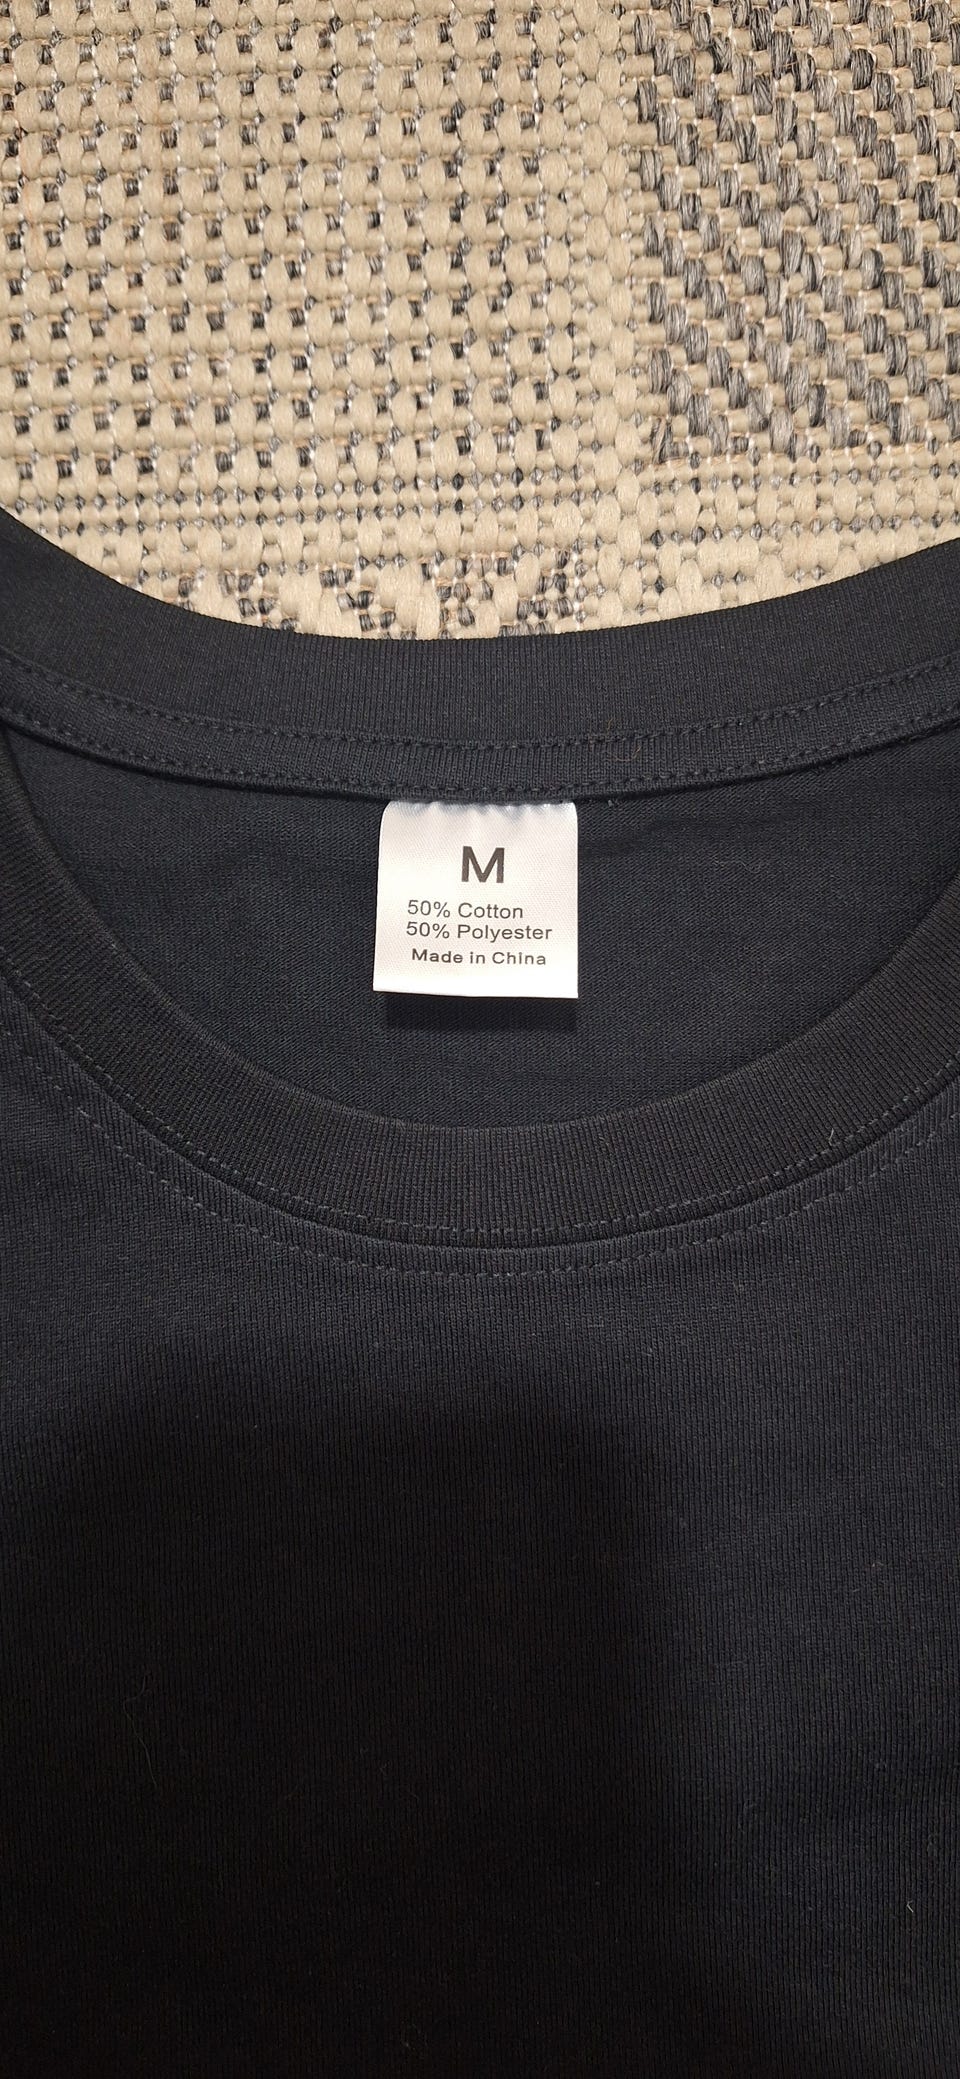 M
50% Cotton
50% Polyester
Made in China